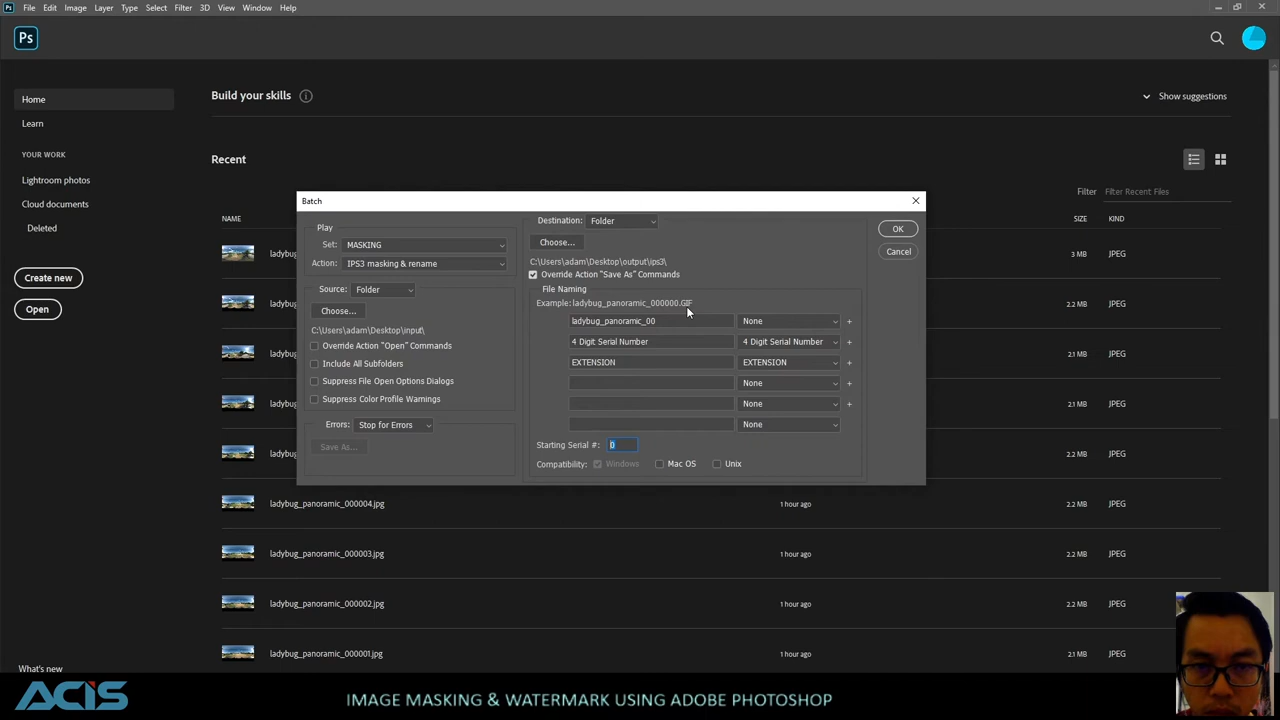 Ps File Edit Image Layer Type Select Filter 3D View Window Help
Ps
Home
Learn
YOUR WORK
Lightroom photos
Cloud documents
Deleted
Create new
Open
What's new
Build your skills
Show suggestions
Recent
Filter Filter Recent Files
NAME SIZE KIND
Batch
Play
Set: MASKING
Action: IPS3 masking & rename
Source: Folder
Choose...
C:\Users\adam\Desktop\input\
Override Action "Open" Commands
Include All Subfolders
Suppress File Open Options Dialogs
Suppress Color Profile Warnings
Errors: Stop for Errors
Save As...
Destination: Folder
Choose...
C:\Users\adam\Desktop\output\ips3\
Override Action "Save As" Commands
File Naming
Example: ladybug_panoramic_000000.GIF
ladybug_panoramic_00 None +
4 Digit Serial Number 4 Digit Serial Number +
EXTENSION EXTENSION +
None +
None +
None
Starting Serial #: 0
Compatibility: Windows Mac OS Unix
OK
Cancel
ladyb 3 MB JPEG
ladyb 3 MB JPEG
ladyb 2.1 MB JPEG
ladyb 2.1 MB JPEG
ladyb 2.2 MB JPEG
ladybug_panoramic_000004.jpg 1 hour ago 2.2 MB JPEG
ladybug_panoramic_000003.jpg 1 hour ago 2.2 MB JPEG
ladybug_panoramic_000002.jpg 1 hour ago 2.2 MB JPEG
ladybug_panoramic_000001.jpg 1 hour ago 2.1 MB JPEG
ACIS
IMAGE MASKING & WATERMARK USING ADOBE PHOTOSHOP